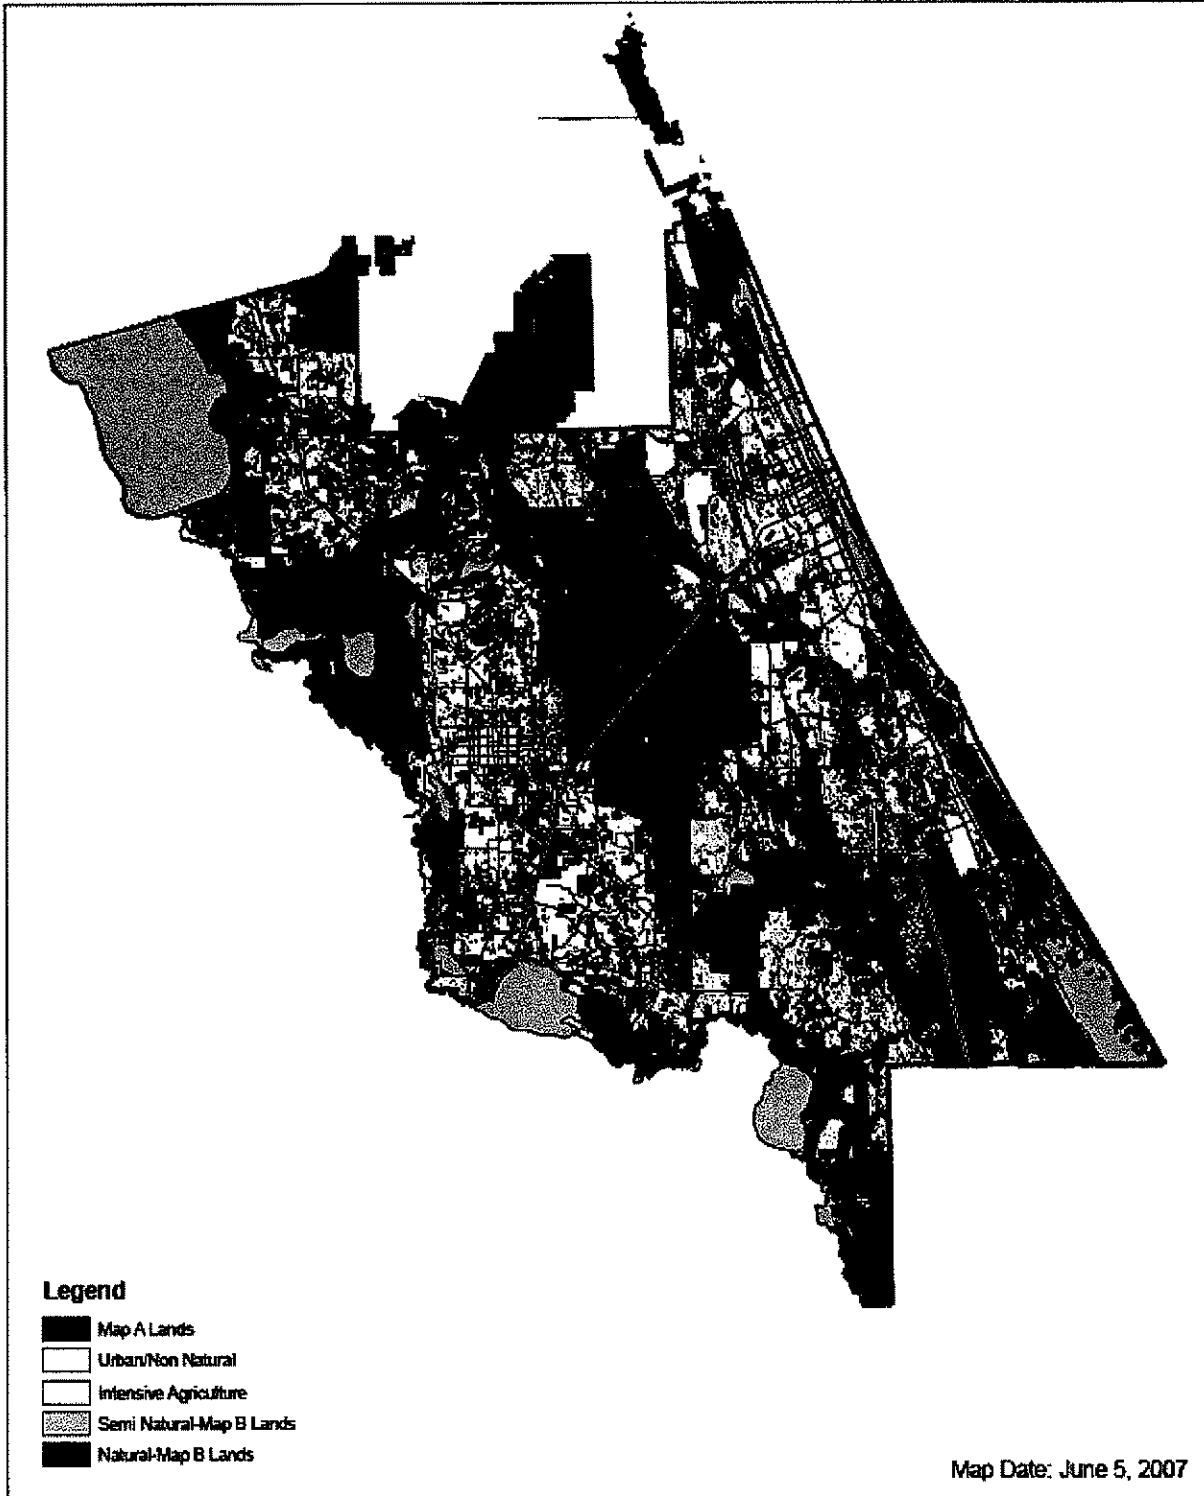 Legend
Map A Lands
Urban/Non Natural
Intensive Agriculture
Semi Natural-Map B Lands
Natural-Map B Lands
Map Date: June 5, 2007